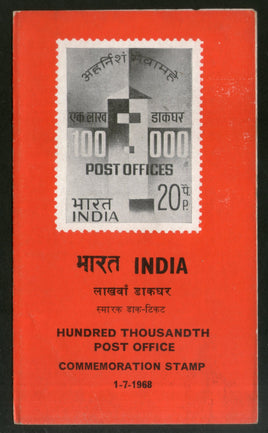 अहर्निशं सेवामहे
एक लाख डाकघर
100 000
POST OFFICES
भारत 20 पै.
INDIA P.
भारत INDIA
लाखवाँ डाकघर
स्मारक डाक-टिकट
HUNDRED THOUSANDTH
POST OFFICE
COMMEMORATION STAMP
1-7-1968